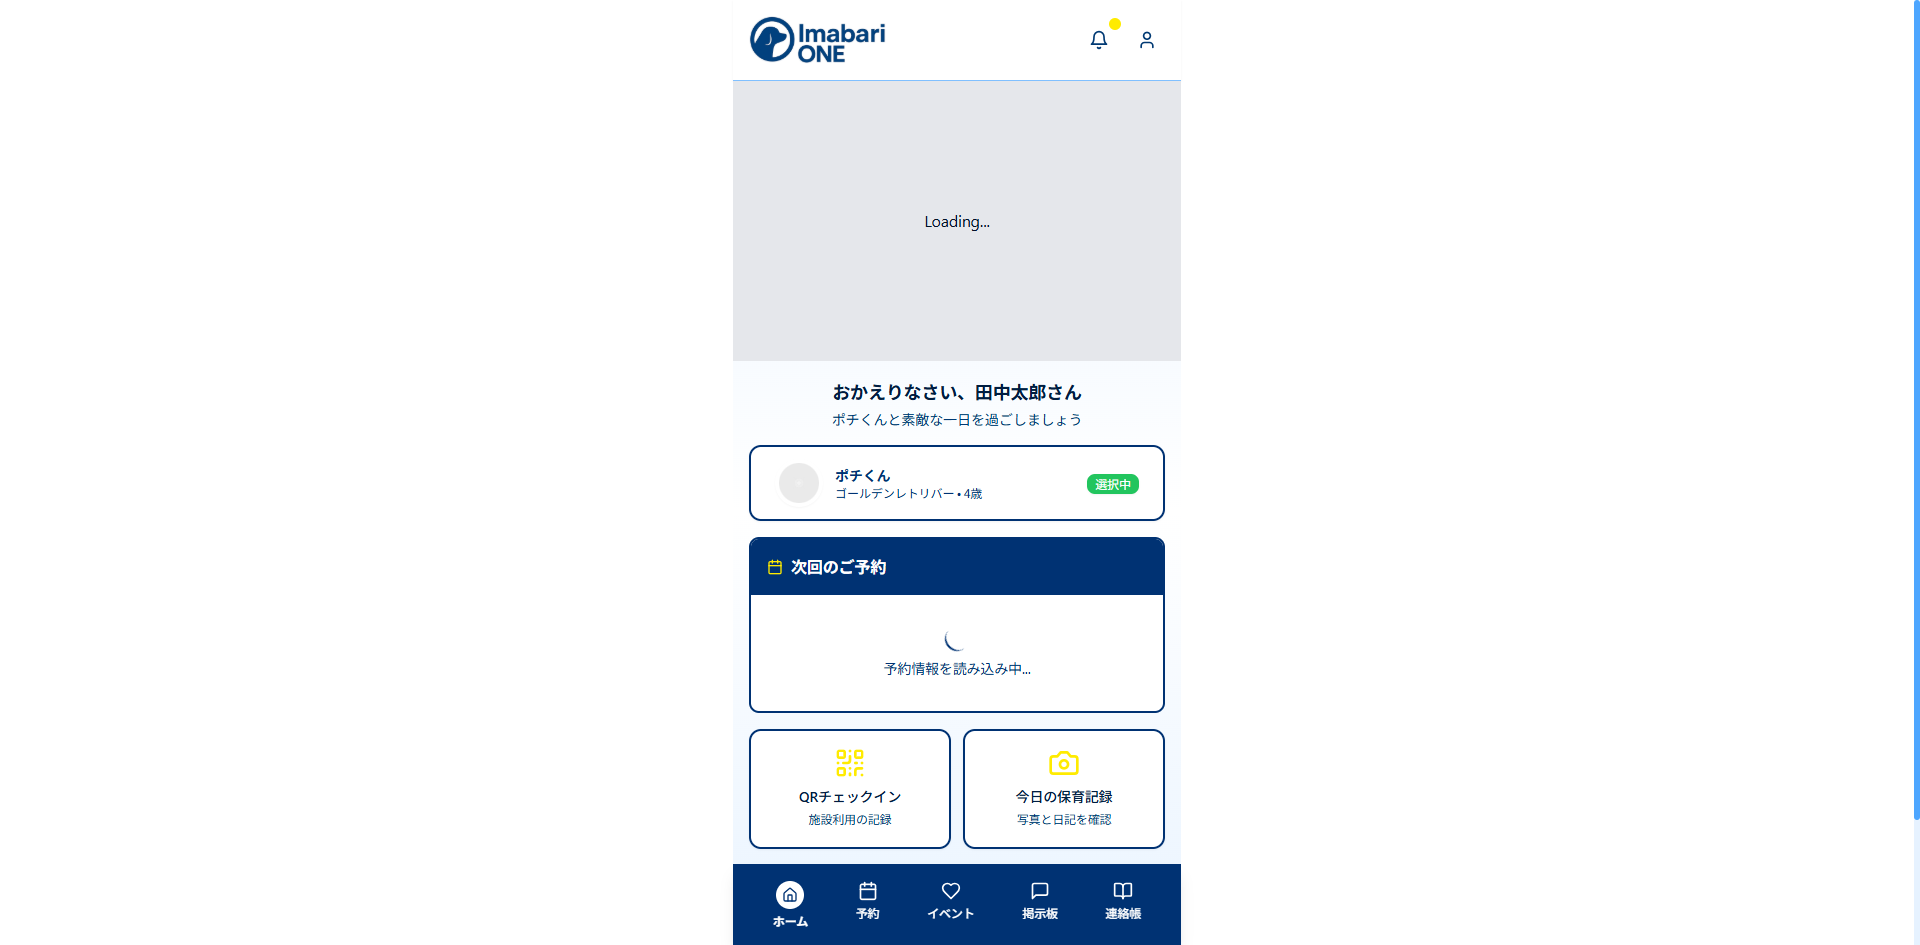 Imabari
ONE
Loading...
おかえりなさい、田中太郎さん
ポチくんと素敵な一日を過ごしましょう
ポチくん
ゴールデンレトリバー • 4歳
選択中
次回のご予約
予約情報を読み込み中...
QRチェックイン
施設利用の記録
今日の保育記録
写真と日記を確認
ホーム
予約
イベント
掲示板
連絡帳